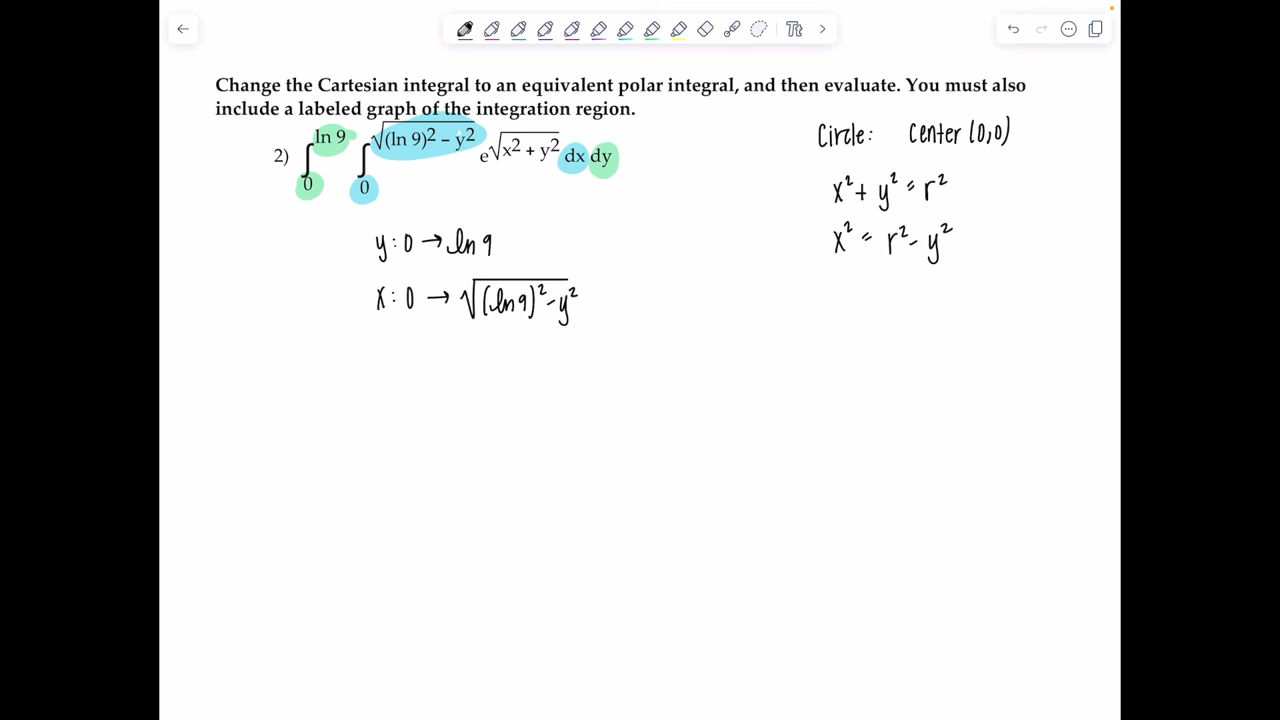 Change the Cartesian integral to an equivalent polar integral, and then evaluate. You must also
include a labeled graph of the integration region.
2) ∫₀^{ln 9} ∫₀^{√((ln 9)² − y²)} e^{√(x² + y²)} dx dy
Circle: Center (0,0)
x² + y² = r²
x² = r² - y²
y: 0 → ln 9
x: 0 → √((ln 9)² - y²)
Tt